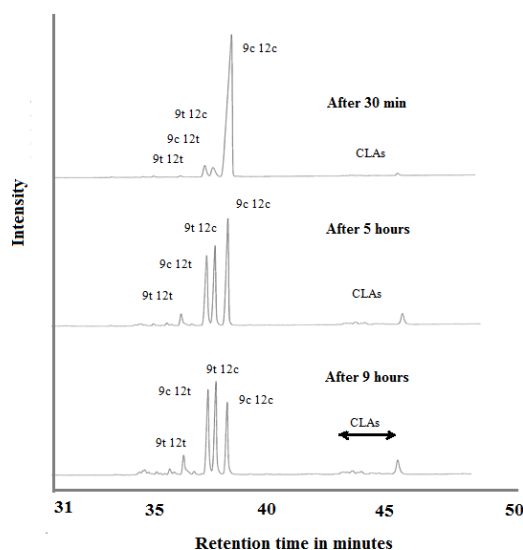 9c 12c
9t 12c
After 30 min
9c 12t
9t 12t
CLAs
Intensity
9c 12c
9t 12c
After 5 hours
9c 12t
9t 12t
CLAs
9t 12c
After 9 hours
9c 12t
9c 12c
CLAs
9t 12t
31 35 40 45 50
Retention time in minutes